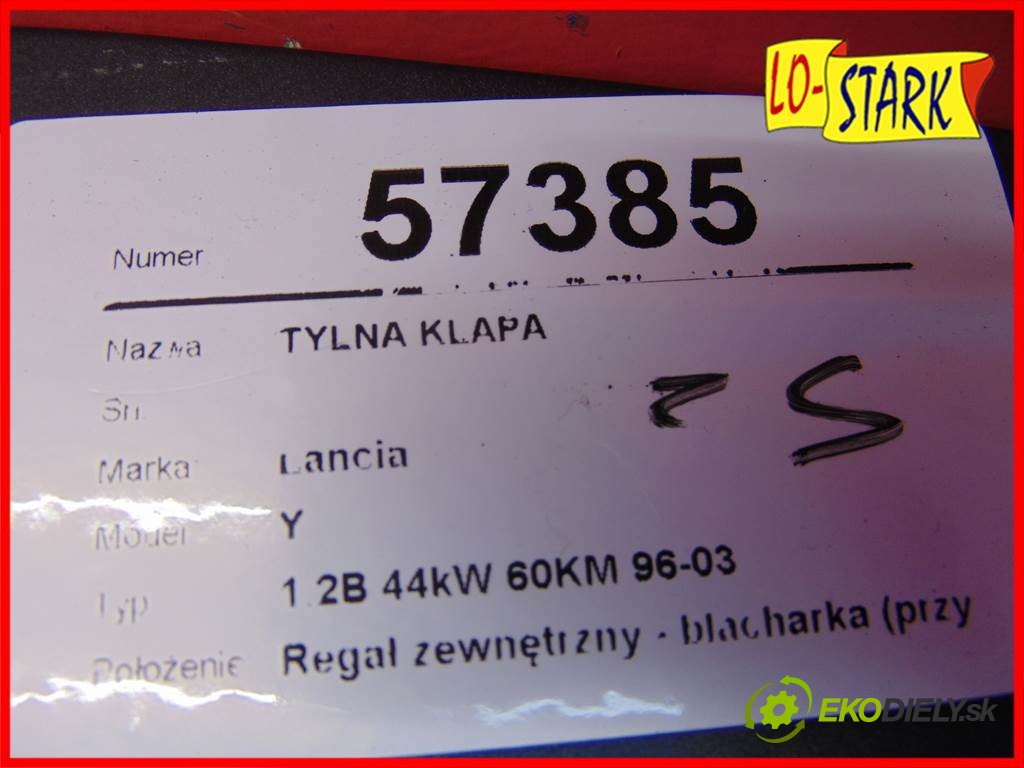 LO-STARK
Numer 57385
Nazwa TYLNA KLAPA
Sn.
Marka Lancia
Model Y
Typ 1.2B 44kW 60KM 96-03
Położenie Regał zewnętrzny - blacharka (przy
EKODIELY.sk